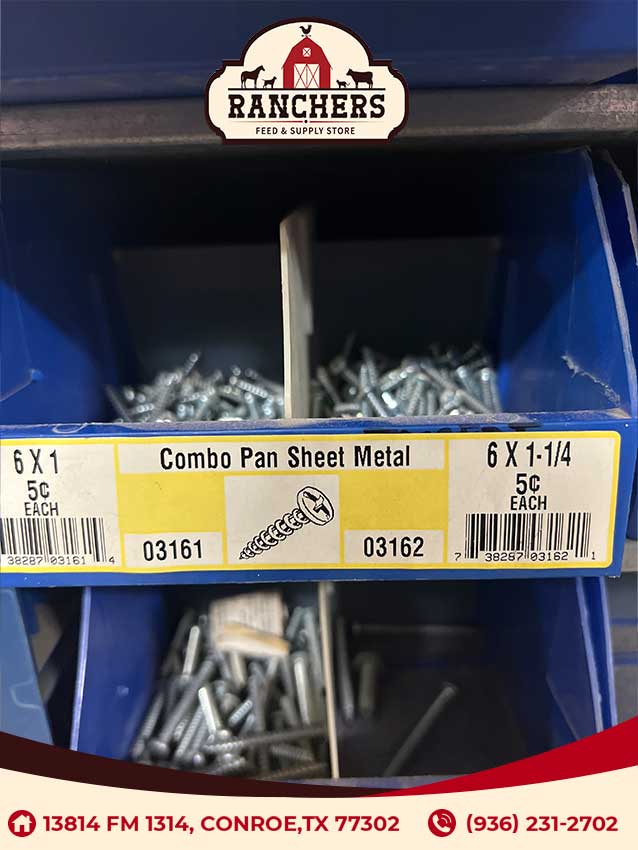 RANCHERS
FEED & SUPPLY STORE
6 X 1
5¢
EACH
38287 03161 4
Combo Pan Sheet Metal
03161
03162
6 X 1-1/4
5¢
EACH
7 38287 03162 1
13814 FM 1314, CONROE,TX 77302
(936) 231-2702